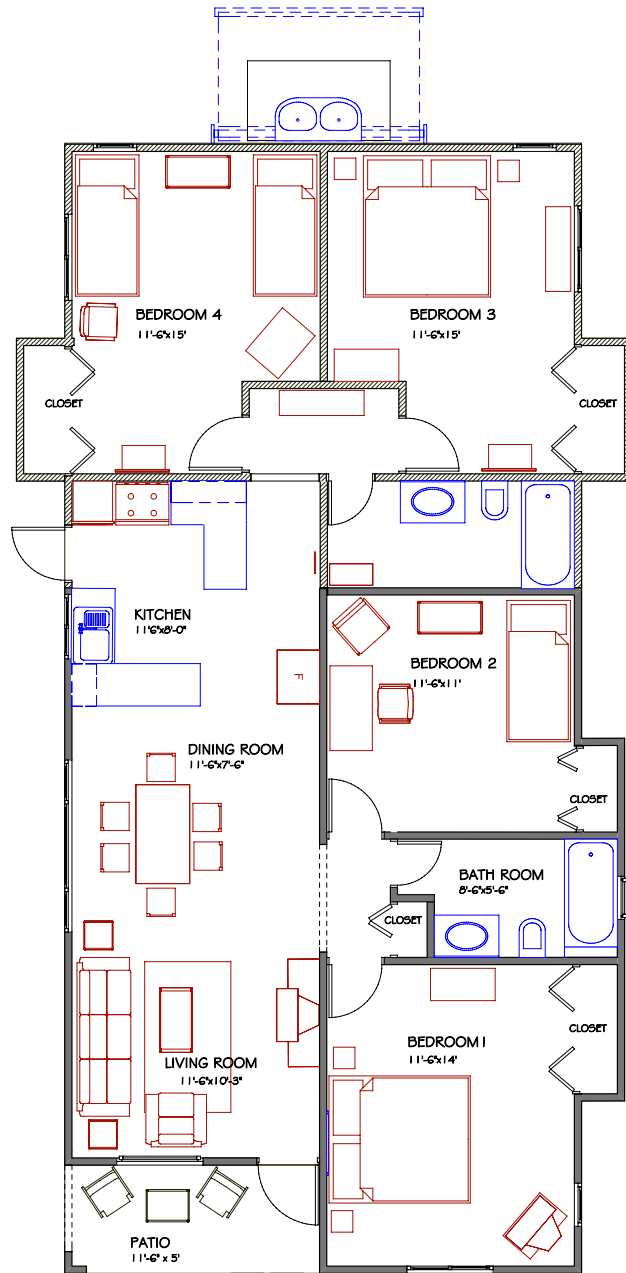 BEDROOM 4
11'-6"x15'
BEDROOM 3
11'-6"x15'
CLOSET
CLOSET
KITCHEN
11'6"x8'-0"
BEDROOM 2
11'-6"x11'
F
DINING ROOM
11'-6"x7'-6"
CLOSET
BATH ROOM
8'-6"x5'-6"
CLOSET
CLOSET
BEDROOM1
11'-6"x14'
LIVING ROOM
11'-6"x10'-3"
PATIO
11'-6" x 5'